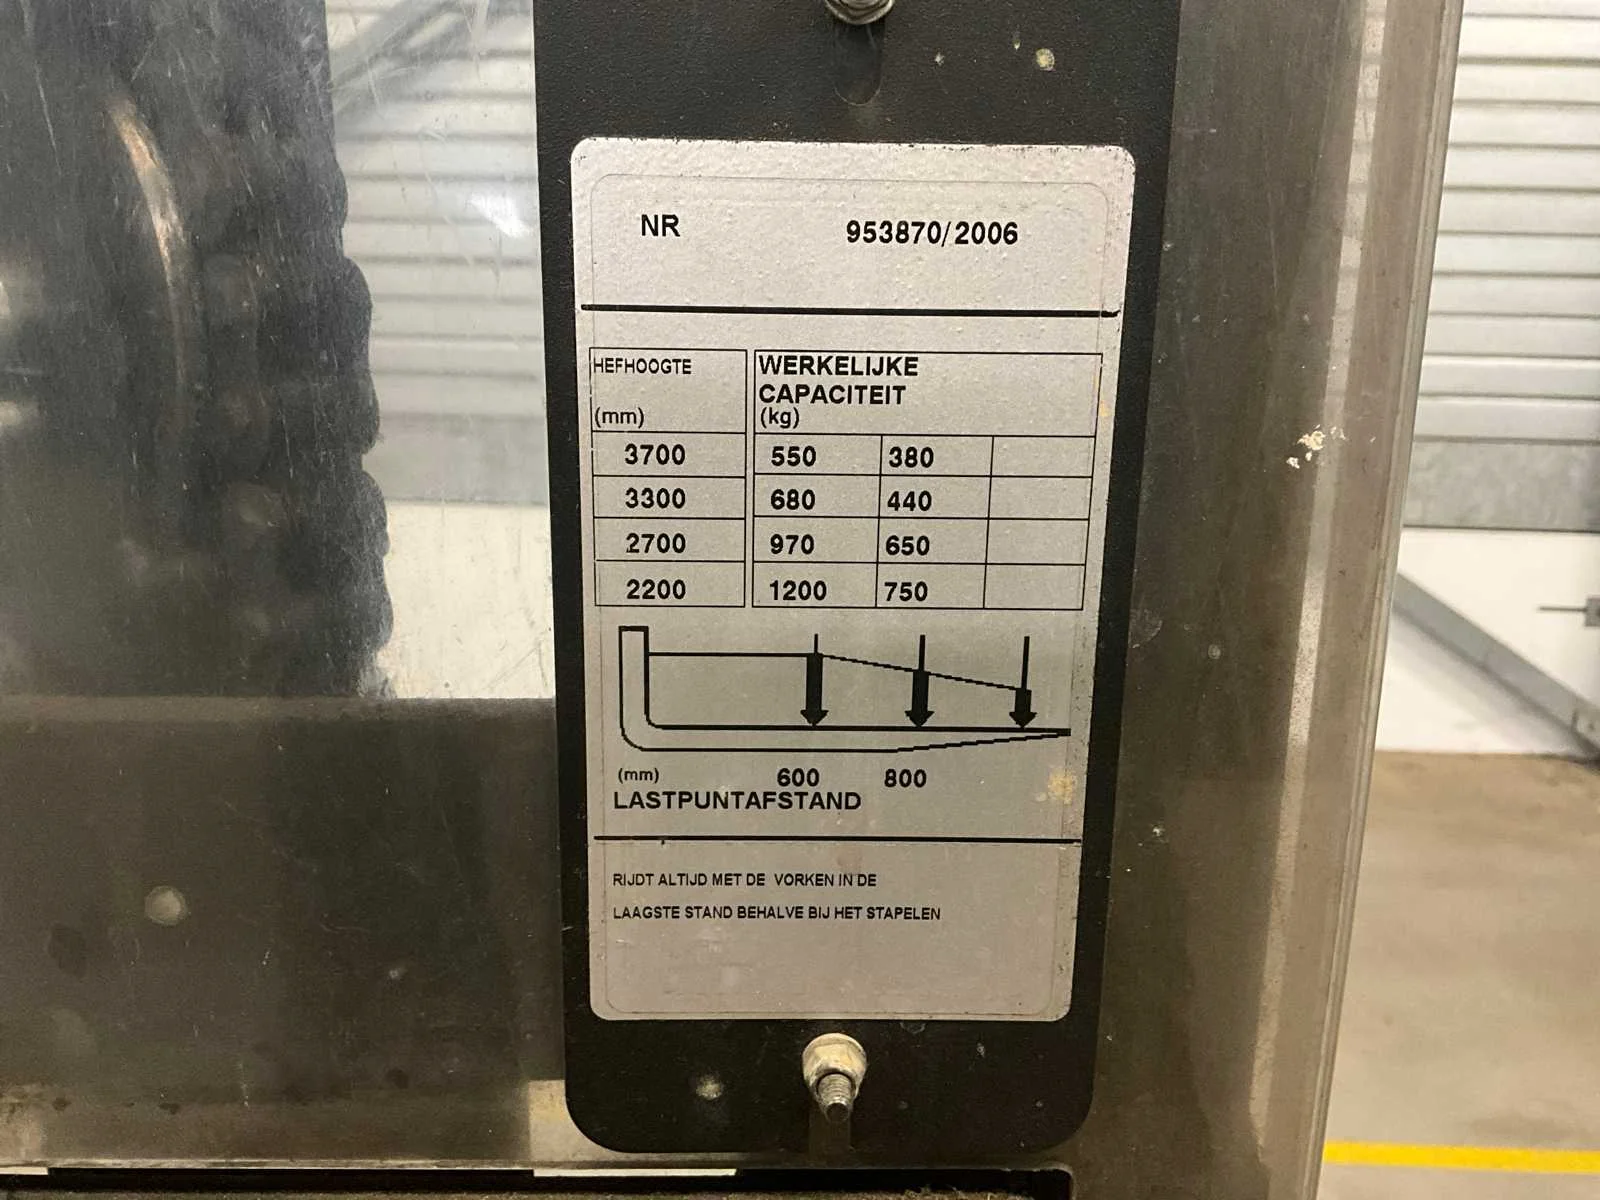 NR 953870/2006
HEFHOOGTE WERKELIJKE
CAPACITEIT
(mm) (kg)
3700 550 380
3300 680 440
2700 970 650
2200 1200 750
(mm) 600 800
LASTPUNTAFSTAND
RIJDT ALTIJD MET DE VORKEN IN DE
LAAGSTE STAND BEHALVE BIJ HET STAPELEN